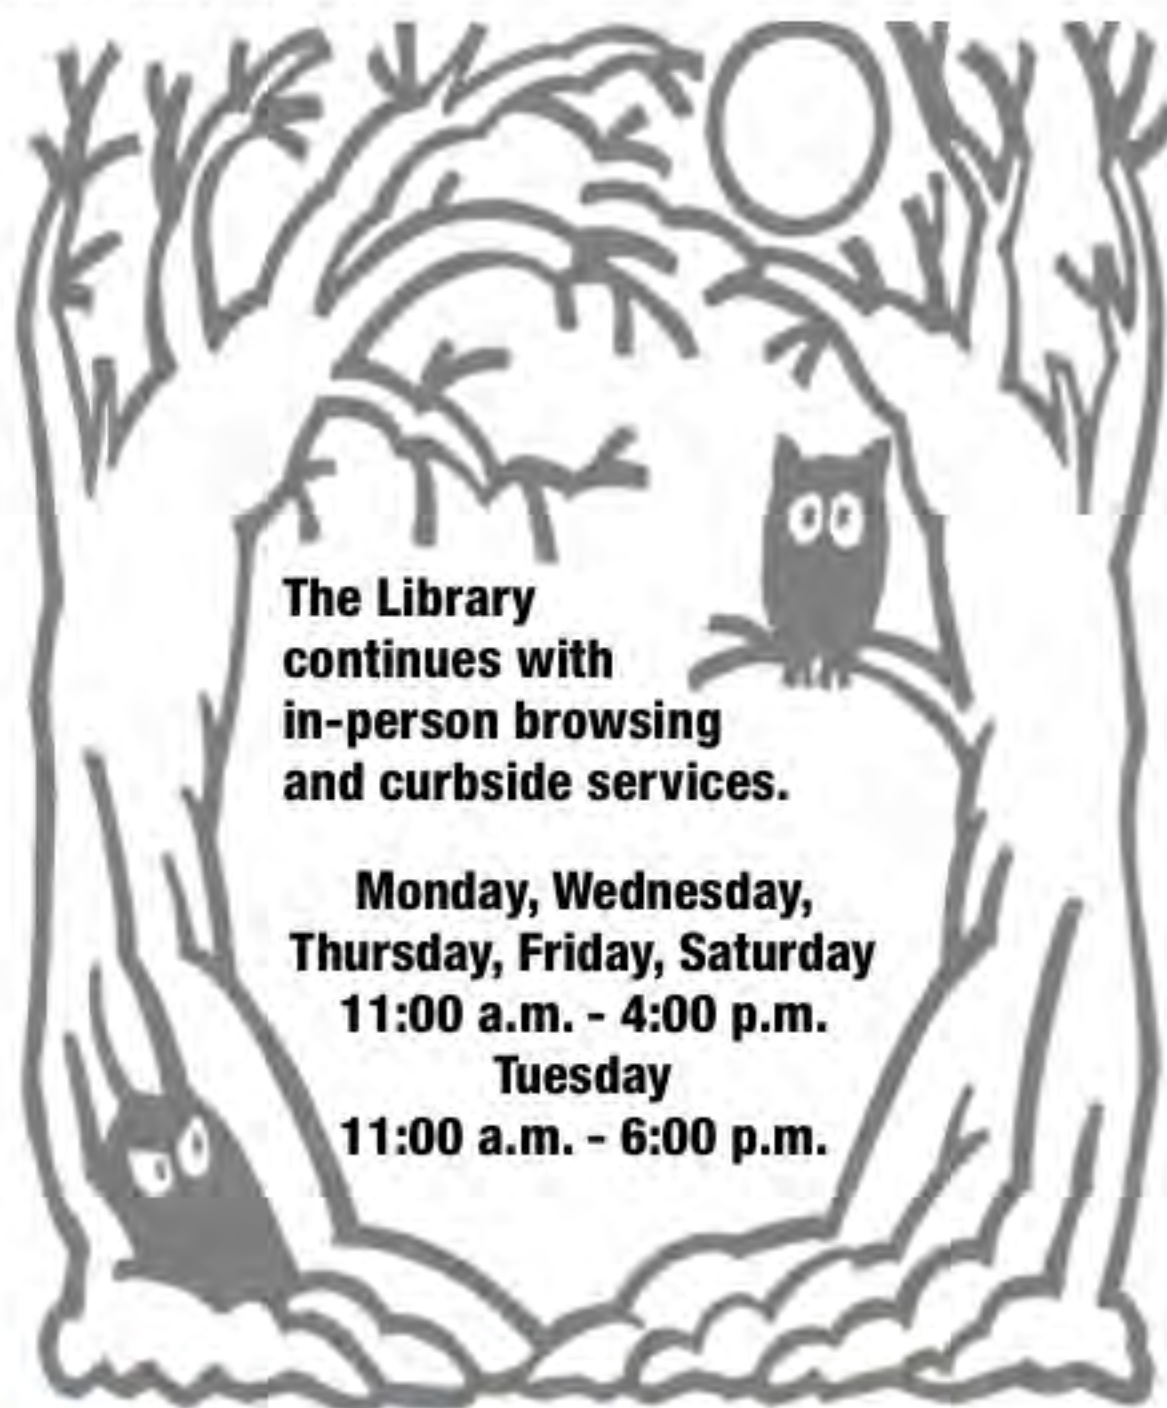 The Library
continues with
in-person browsing
and curbside services.
Monday, Wednesday,
Thursday, Friday, Saturday
11:00 a.m. - 4:00 p.m.
Tuesday
11:00 a.m. - 6:00 p.m.